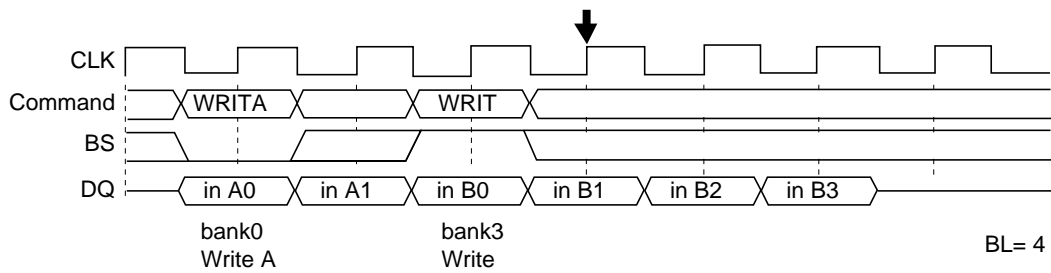 CLK
Command WRITA WRIT
BS
DQ in A0 in A1 in B0 in B1 in B2 in B3
bank0 bank3
Write A Write
BL= 4